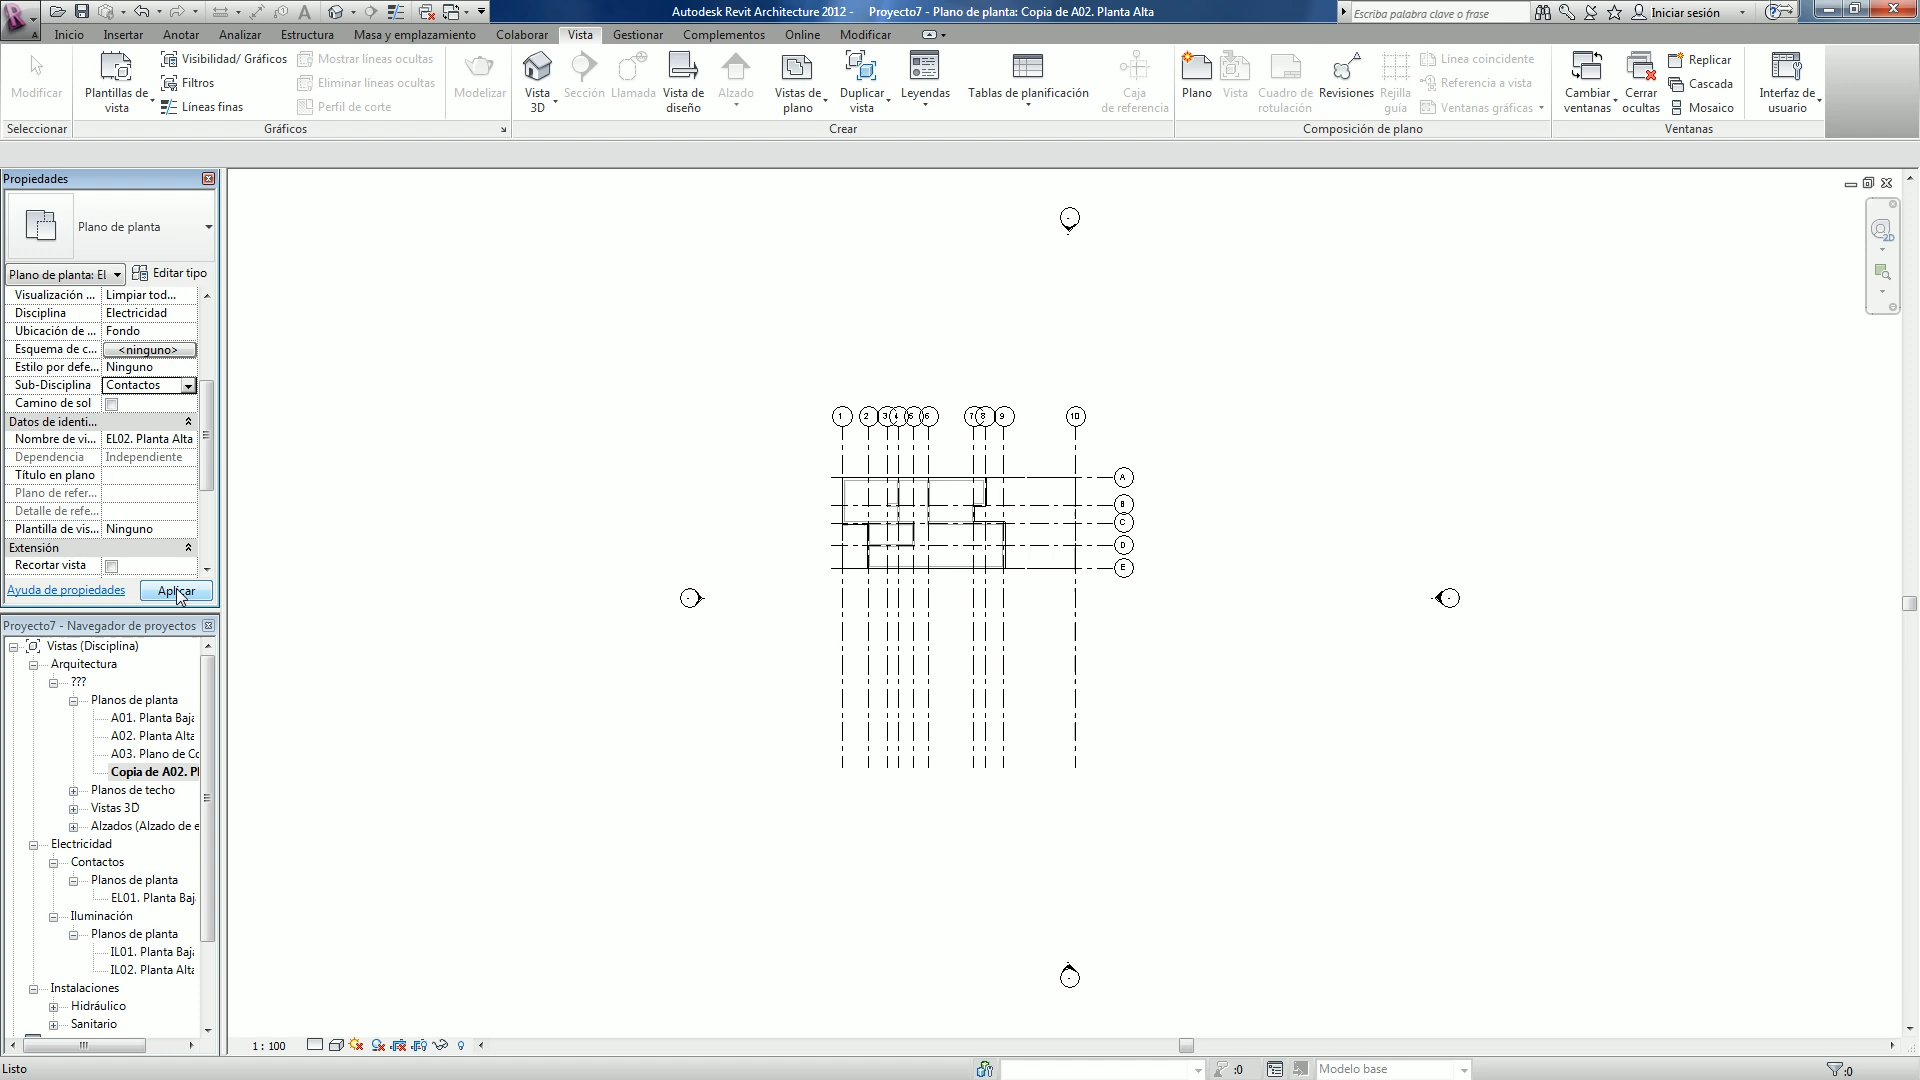 Autodesk Revit Architecture 2012 - Proyecto7 - Plano de planta: Copia de A02. Planta Alta
Escriba palabra clave o frase
Iniciar sesión
Inicio Insertar Anotar Analizar Estructura Masa y emplazamiento Colaborar Vista Gestionar Complementos Online Modificar
Modificar
Plantillas de vista
Visibilidad/ Gráficos
Filtros
Líneas finas
Mostrar líneas ocultas
Eliminar líneas ocultas
Perfil de corte
Modelizar
Vista 3D
Sección
Llamada
Vista de diseño
Alzado
Vistas de plano
Duplicar vista
Leyendas
Tablas de planificación
Caja de referencia
Plano
Vista
Cuadro de rotulación
Revisiones
Rejilla guía
Línea coincidente
Referencia a vista
Ventanas gráficas
Cambiar ventanas
Cerrar ocultas
Replicar
Cascada
Mosaico
Interfaz de usuario
Seleccionar Gráficos Crear Composición de plano Ventanas
Propiedades
Plano de planta
Plano de planta: El
Editar tipo
Visualización ... Limpiar tod...
Disciplina Electricidad
Ubicación de ... Fondo
Esquema de c... <ninguno>
Estilo por defe... Ninguno
Sub-Disciplina Contactos
Camino de sol
Datos de identi...
Nombre de vi... EL02. Planta Alta
Dependencia Independiente
Título en plano
Plano de refer...
Detalle de refe...
Plantilla de vis... Ninguno
Extensión
Recortar vista
Ayuda de propiedades
Aplicar
Proyecto7 - Navegador de proyectos
Vistas (Disciplina)
Arquitectura
???
Planos de planta
A01. Planta Baja
A02. Planta Alta
A03. Plano de Co
Copia de A02. Pl
Planos de techo
Vistas 3D
Alzados (Alzado de e
Electricidad
Contactos
Planos de planta
EL01. Planta Baj
Iluminación
Planos de planta
IL01. Planta Baj
IL02. Planta Alta
Instalaciones
Hidráulico
Sanitario
1 2 3 4 5 6 7 8 9 10
A
B
C
D
E
2D
1 : 100
Listo
:0
Modelo base
:0